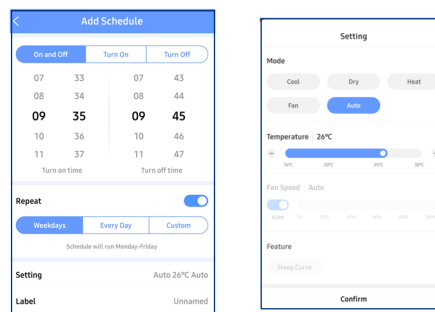 Add Schedule
On and Off Turn On Turn Off
07 33 07 43
08 34 08 44
09 35 09 45
10 36 10 46
11 37 11 47
Turn on time Turn off time
Repeat
Weekdays Every Day Custom
Schedule will run Monday-Friday
Setting Auto 26°C Auto
Label Unnamed
Setting
Mode
Cool Dry Heat
Fan Auto
Temperature | 26°C
16°C 20°C 25°C 30°C
Fan Speed | Auto
Auto
Feature
Sleep Curve
Confirm